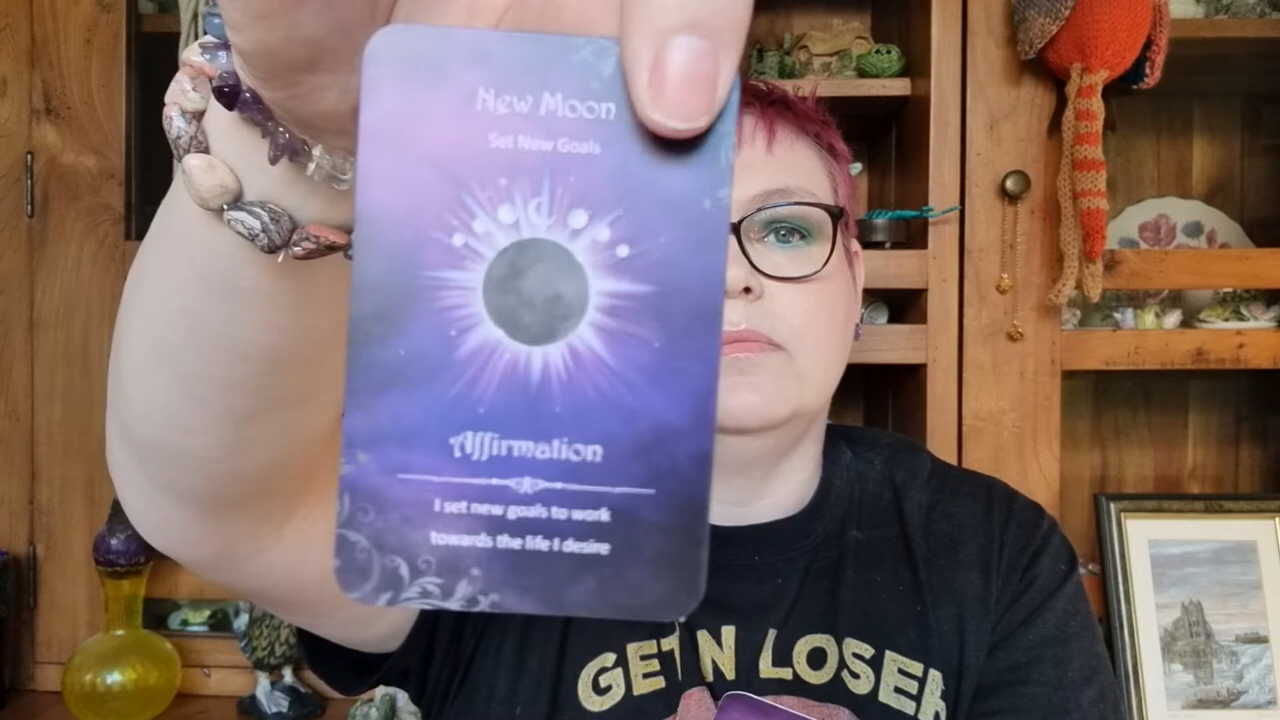 New Moon
Set New Goals
Affirmation
I set new goals to work
towards the life I desire
GET IN LOSER